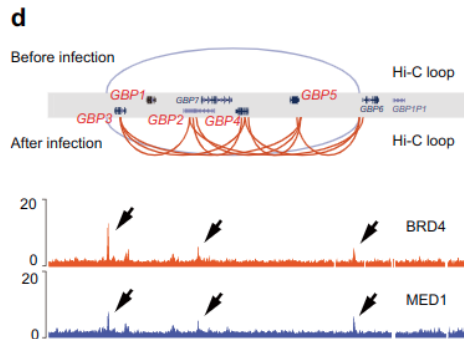 d
Before infection
Hi-C loop
GBP1 GBP7 GBP5
GBP3 GBP2 GBP4 GBP6 GBP1P1
After infection
Hi-C loop
20
BRD4
0
20
MED1
0